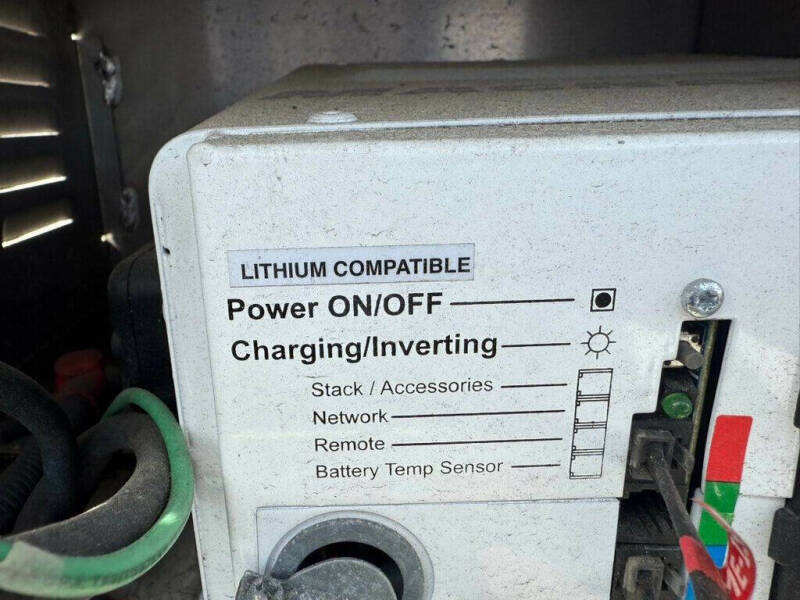 LITHIUM COMPATIBLE
Power ON/OFF
Charging/Inverting
Stack / Accessories
Network
Remote
Battery Temp Sensor